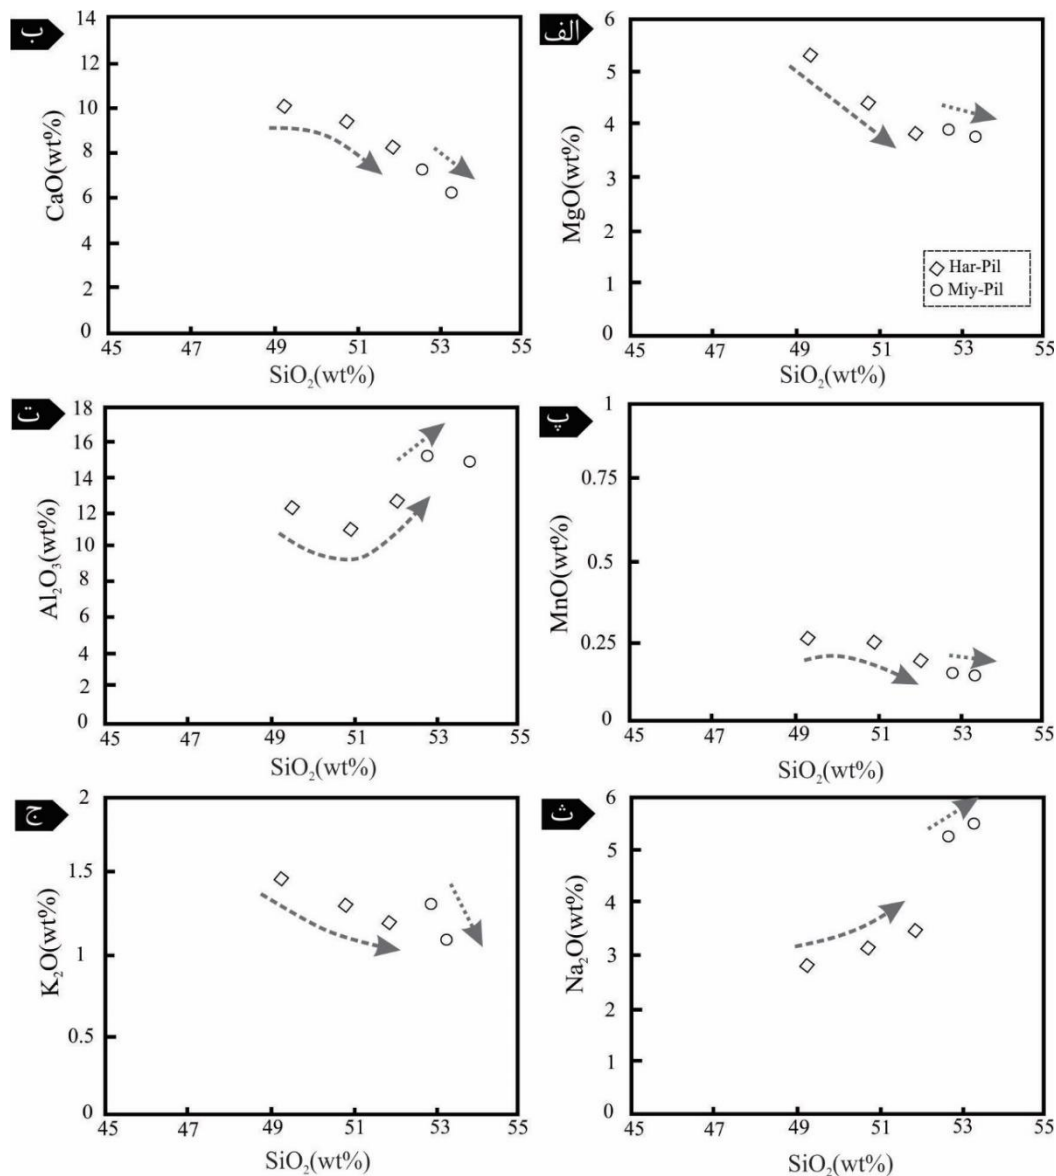 الف
6
5
4
3
2
1
0
MgO(wt%)
45 47 49 51 53 55
SiO₂(wt%)
Har-Pil
Miy-Pil
ب
14
12
10
8
6
4
2
0
CaO(wt%)
45 47 49 51 53 55
SiO₂(wt%)
پ
1
0.75
0.5
0.25
0
MnO(wt%)
45 47 49 51 53 55
SiO₂(wt%)
ت
18
16
14
12
10
8
6
4
2
0
Al₂O₃(wt%)
45 47 49 51 53 55
SiO₂(wt%)
ث
6
5
4
3
2
1
0
Na₂O(wt%)
45 47 49 51 53 55
SiO₂(wt%)
ج
2
1.5
1
0.5
0
K₂O(wt%)
45 47 49 51 53 55
SiO₂(wt%)